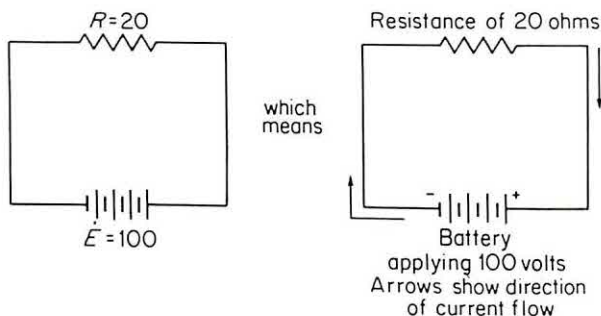 R=20
E=100
which
means
Resistance of 20 ohms
- +
Battery
applying 100 volts
Arrows show direction
of current flow